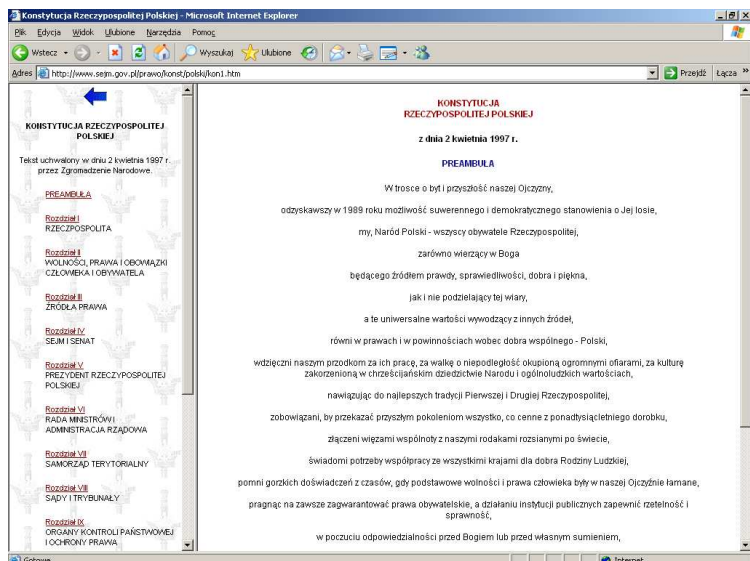 Konstytucja Rzeczypospolitej Polskiej - Microsoft Internet Explorer
Plik Edycja Widok Ulubione Narzędzia Pomoc
Wstecz Wyszukaj Ulubione
Adres http://www.sejm.gov.pl/prawo/konst/polski/kon1.htm Przejdź Łącza »
KONSTYTUCJA RZECZYPOSPOLITEJ
POLSKIEJ
Tekst uchwalony w dniu 2 kwietnia 1997 r.
przez Zgromadzenie Narodowe.
PREAMBUŁA
Rozdział I
RZECZPOSPOLITA
Rozdział II
WOLNOŚCI, PRAWA I OBOWIĄZKI
CZŁOWIEKA I OBYWATELA
Rozdział III
ŹRÓDŁA PRAWA
Rozdział IV
SEJM I SENAT
Rozdział V
PREZYDENT RZECZYPOSPOLITEJ
POLSKIEJ
Rozdział VI
RADA MINISTRÓW I
ADMINISTRACJA RZĄDOWA
Rozdział VII
SAMORZĄD TERYTORIALNY
Rozdział VIII
SĄDY I TRYBUNAŁY
Rozdział IX
ORGANY KONTROLI PAŃSTWOWEJ
I OCHRONY PRAWA
KONSTYTUCJA
RZECZYPOSPOLITEJ POLSKIEJ
z dnia 2 kwietnia 1997 r.
PREAMBUŁA
W trosce o byt i przyszłość naszej Ojczyzny,
odzyskawszy w 1989 roku możliwość suwerennego i demokratycznego stanowienia o Jej losie,
my, Naród Polski - wszyscy obywatele Rzeczypospolitej,
zarówno wierzący w Boga
będącego źródłem prawdy, sprawiedliwości, dobra i piękna,
jak i nie podzielający tej wiary,
a te uniwersalne wartości wywodzący z innych źródeł,
równi w prawach i w powinnościach wobec dobra wspólnego - Polski,
wdzięczni naszym przodkom za ich pracę, za walkę o niepodległość okupioną ogromnymi ofiarami, za kulturę
zakorzenioną w chrześcijańskim dziedzictwie Narodu i ogólnoludzkich wartościach,
nawiązując do najlepszych tradycji Pierwszej i Drugiej Rzeczypospolitej,
zobowiązani, by przekazać przyszłym pokoleniom wszystko, co cenne z ponadtysiącletniego dorobku,
złączeni więzami wspólnoty z naszymi rodakami rozsianymi po świecie,
świadomi potrzeby współpracy ze wszystkimi krajami dla dobra Rodziny Ludzkiej,
pomni gorzkich doświadczeń z czasów, gdy podstawowe wolności i prawa człowieka były w naszej Ojczyźnie łamane,
pragnąc na zawsze zagwarantować prawa obywatelskie, a działaniu instytucji publicznych zapewnić rzetelność i
sprawność,
w poczuciu odpowiedzialności przed Bogiem lub przed własnym sumieniem,
Gotowe Internet